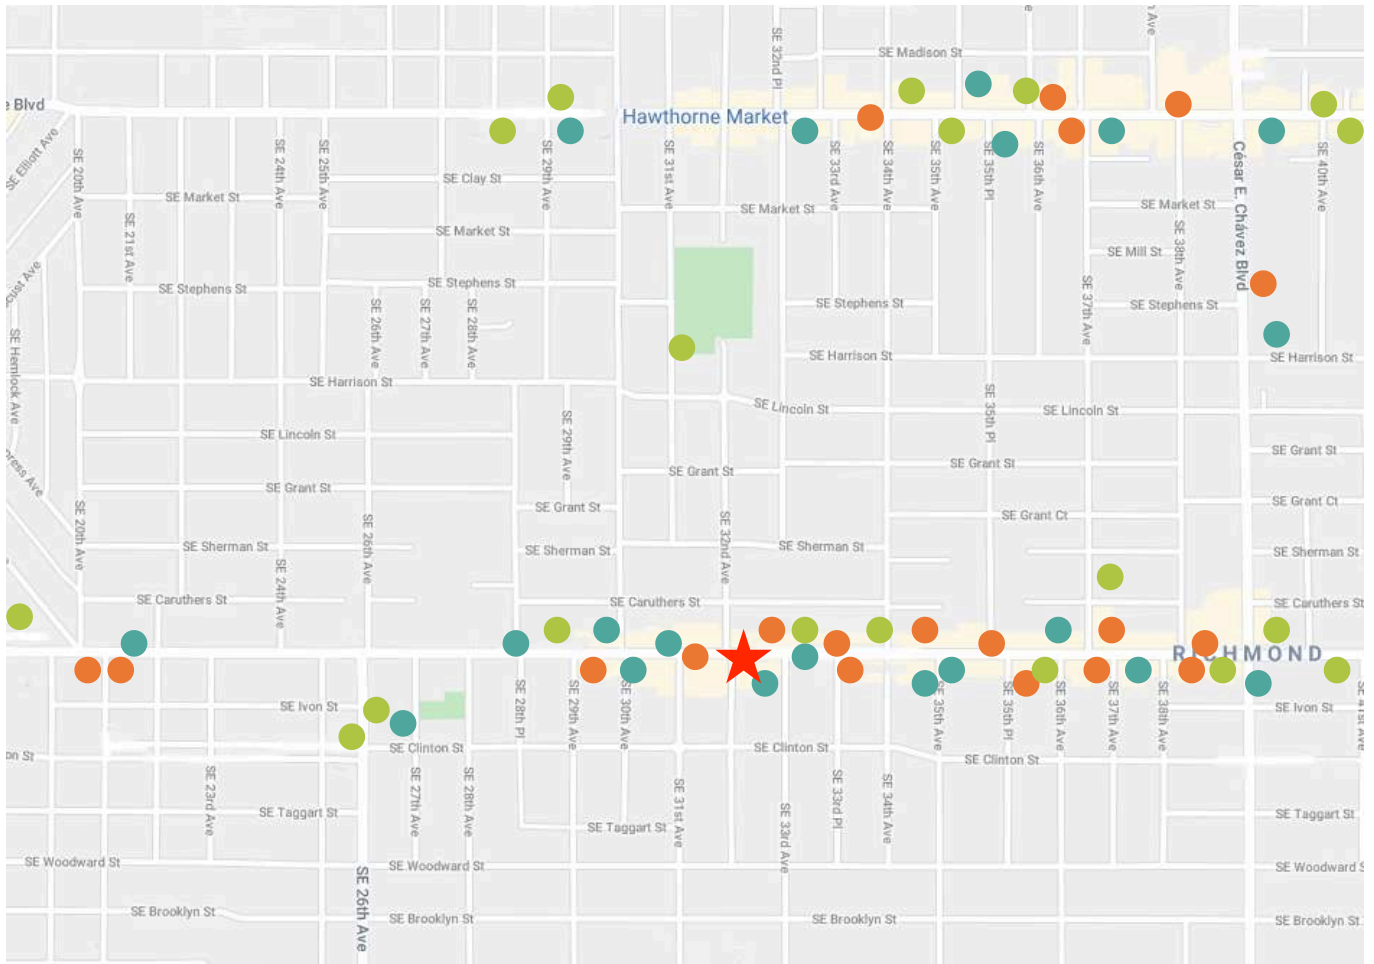 SE Madison St
SE 32nd Pl
Ave
e Blvd
Hawthorne Market
SE Elliott Ave
SE 20th Ave
SE 24th Ave
SE 25th Ave
SE 29th Ave
SE 31st Ave
SE 33rd Ave
SE 34th Ave
SE 35th Ave
SE 35th Pl
SE 36th Ave
César E. Chávez Blvd
SE 40th Ave
SE Clay St
SE Market St
SE 21st Ave
SE Market St
SE Market St
SE Market St
SE 38th Ave
SE Mill St
cust Ave
SE Stephens St
SE Stephens St
SE Stephens St
SE Stephens St
SE 26th Ave
SE 27th Ave
SE 28th Ave
SE 37th Ave
SE Hemlock Ave
SE Harrison St
SE Harrison St
SE Harrison St
SE Lincoln St
SE Lincoln St
SE 35th Pl
SE 29th Ave
SE Lincoln St
SE Grant St
SE Grant St
SE Grant St
press Ave
SE Grant St
SE Grant St
SE Grant Ct
SE Grant Ct
SE 20th Ave
SE 26th Ave
SE 32nd Ave
SE Sherman St
SE Sherman St
SE Sherman St
SE Sherman St
SE 24th Ave
SE Caruthers St
SE Caruthers St
SE Caruthers St
RICHMOND
SE Ivon St
SE Ivon St
SE 28th Pl
SE 29th Ave
SE 30th Ave
SE 35th Ave
SE 35th Pl
SE 36th Ave
SE 37th Ave
SE 38th Ave
SE 41st Ave
on St
SE Clinton St
SE Clinton St
SE Clinton St
SE 23rd Ave
SE 27th Ave
SE 28th Ave
SE 31st Ave
SE 33rd Ave
SE 33rd Pl
SE 34th Ave
SE Taggart St
SE Taggart St
SE Taggart St
SE Woodward St
SE Woodward St
SE Woodward S
SE 26th Ave
SE Brooklyn St
SE Brooklyn St
SE Brooklyn St
SE Brooklyn St